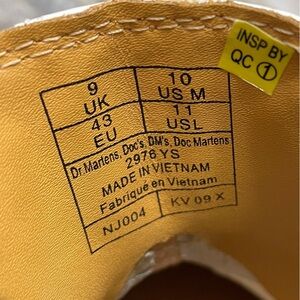 INSP BY
QC 1
9 UK
10 US M
43 EU
11 USL
Dr Martens, Doc's, DM's, Doc Martens
2976 YS
MADE IN VIETNAM
Fabriqué en Vietnam
NJ004
KV 09 X